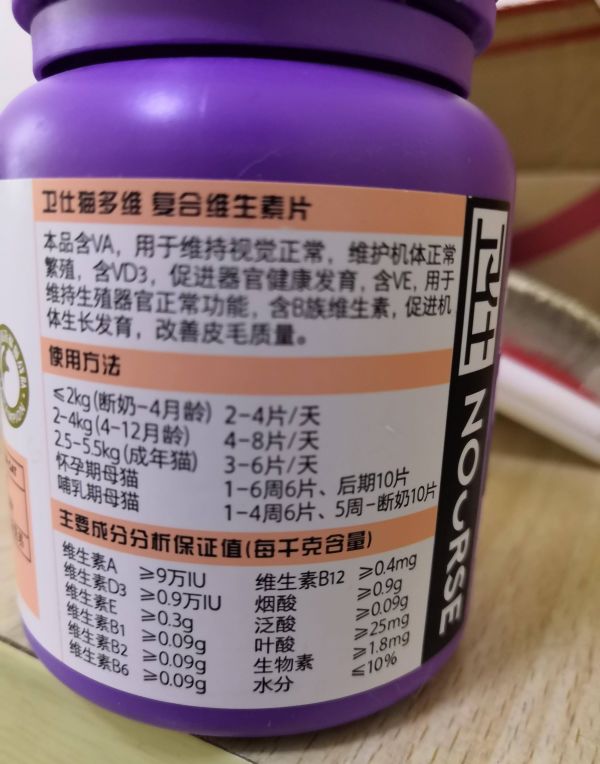 卫仕猫多维 复合维生素片
本品含VA，用于维持视觉正常，维护机体正常
繁殖，含VD3，促进器官健康发育，含VE，用于
维持生殖器官正常功能，含B族维生素，促进机
体生长发育，改善皮毛质量。
使用方法
≤2kg(断奶-4月龄) 2-4片/天
2-4kg(4-12月龄) 4-8片/天
2.5-5.5kg(成年猫) 3-6片/天
怀孕期母猫 1-6周6片、后期10片
哺乳期母猫 1-4周6片、5周-断奶10片
主要成分分析保证值(每千克含量)
维生素A ≥9万IU 维生素B12 ≥0.4mg
维生素D3 ≥0.9万IU 烟酸 ≥0.9g
维生素E ≥0.3g 泛酸 ≥0.09g
维生素B1 ≥0.09g 叶酸 ≥25mg
维生素B2 ≥0.09g 生物素 ≥1.8mg
维生素B6 ≥0.09g 水分 ≤10%
卫仕 NOURSE